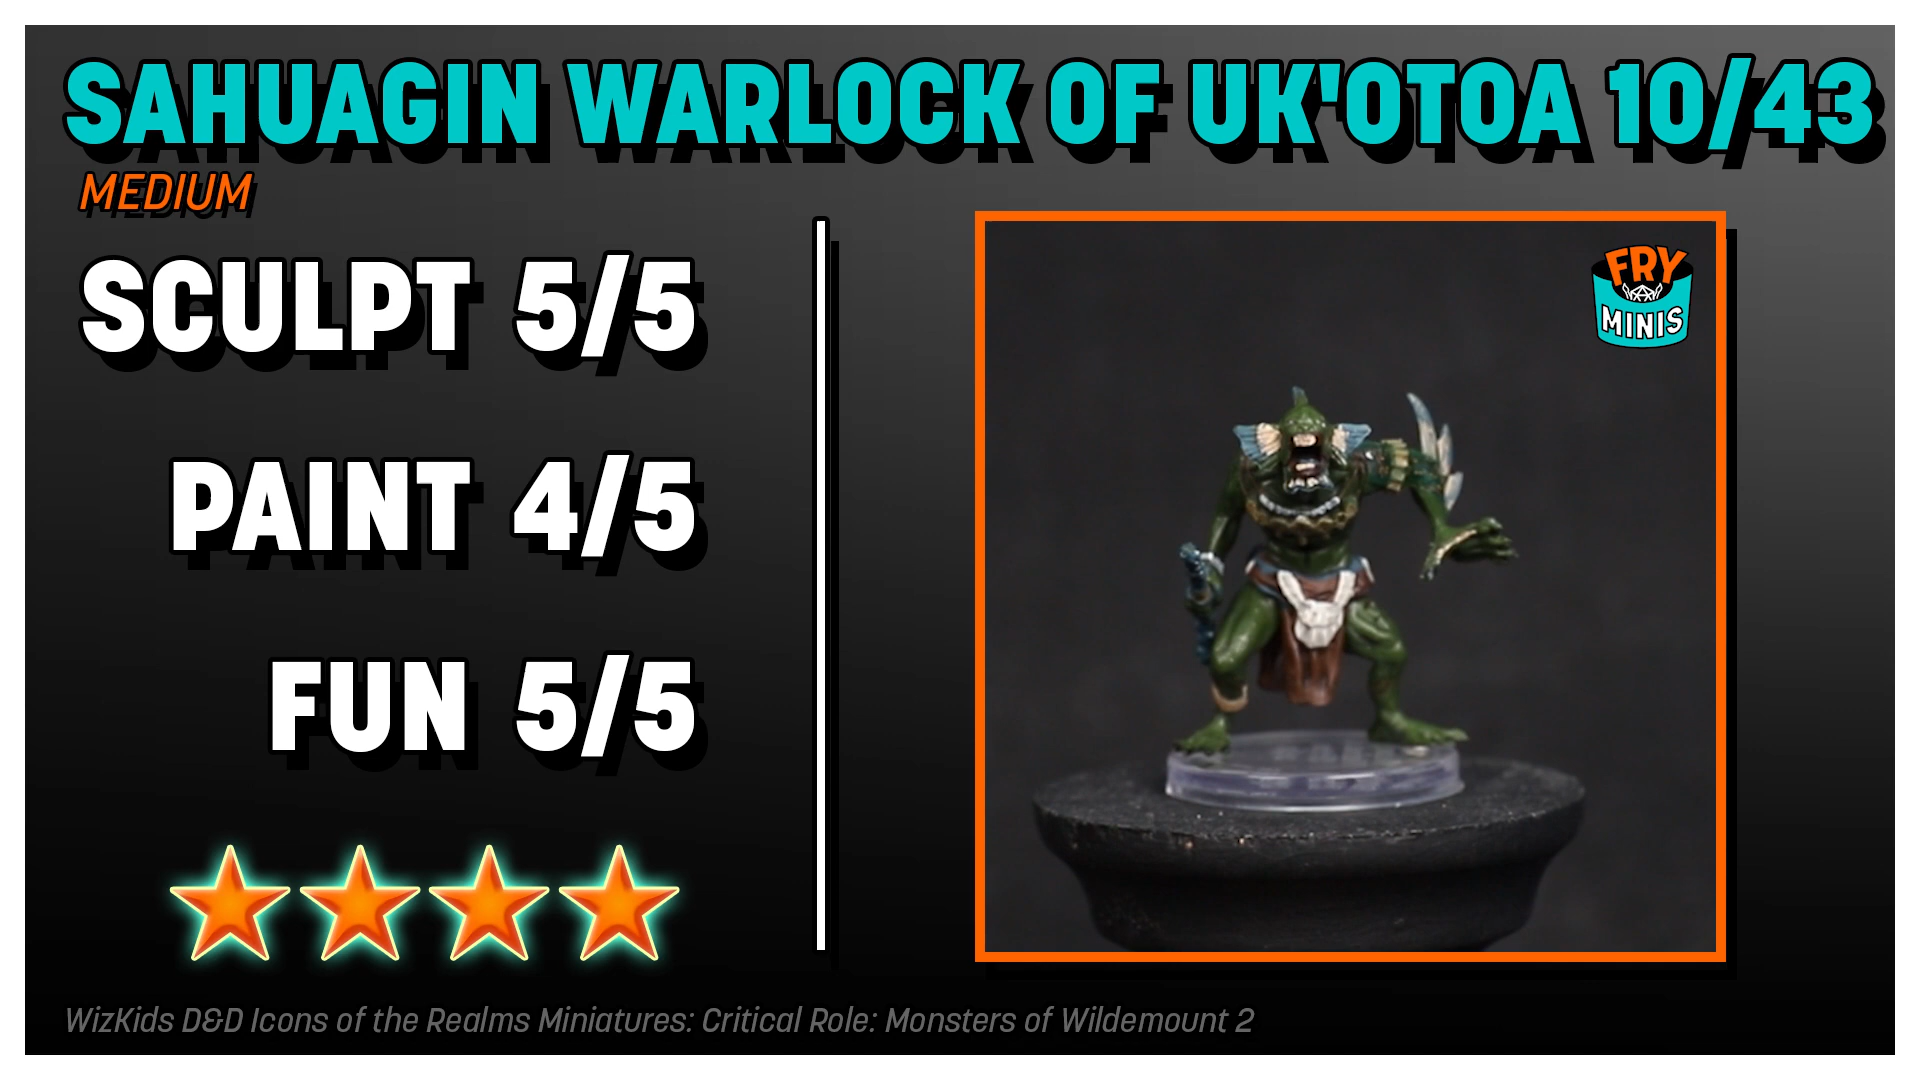 SAHUAGIN WARLOCK OF UK'OTOA 10/43
MEDIUM
SCULPT 5/5
PAINT 4/5
FUN 5/5
FRY
MINIS
WizKids D&D Icons of the Realms Miniatures: Critical Role: Monsters of Wildemount 2